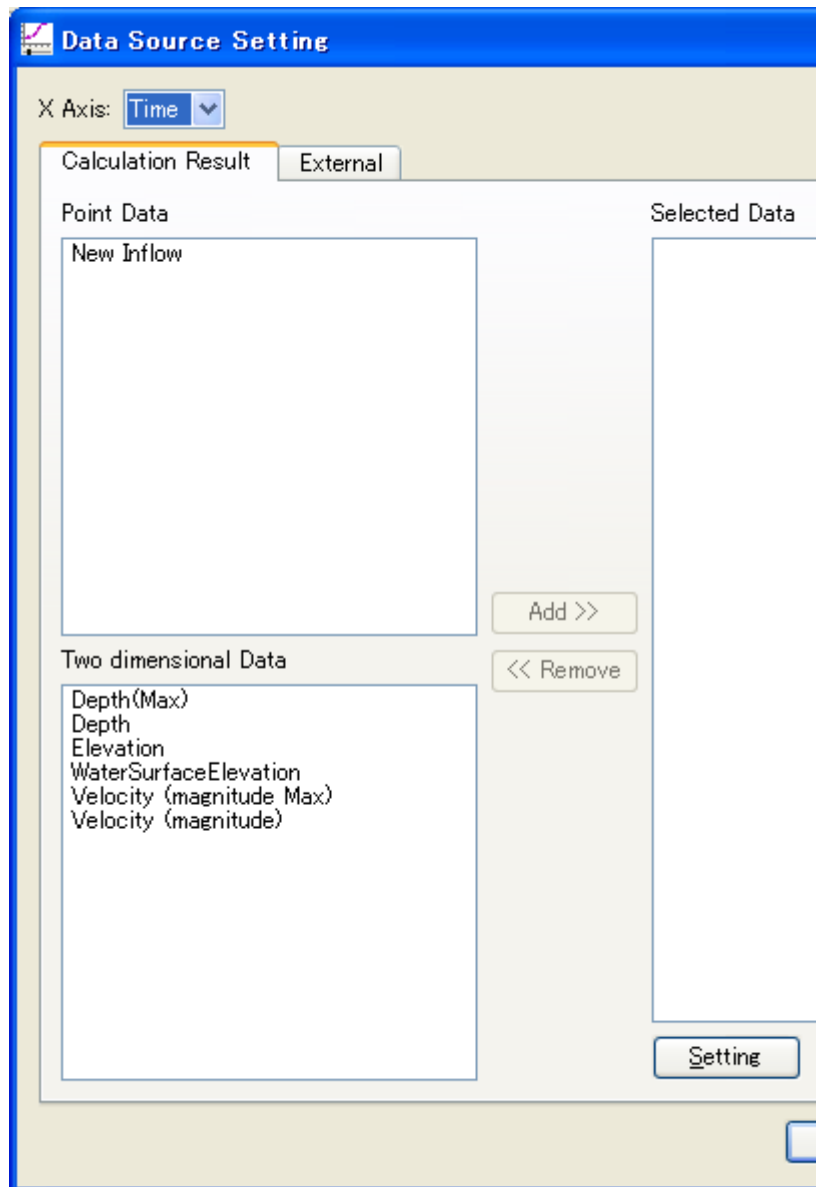 Data Source Setting
X Axis: Time
Calculation Result External
Point Data
New Inflow
Selected Data
Add >>
<< Remove
Two dimensional Data
Depth(Max)
Depth
Elevation
WaterSurfaceElevation
Velocity (magnitude Max)
Velocity (magnitude)
Setting